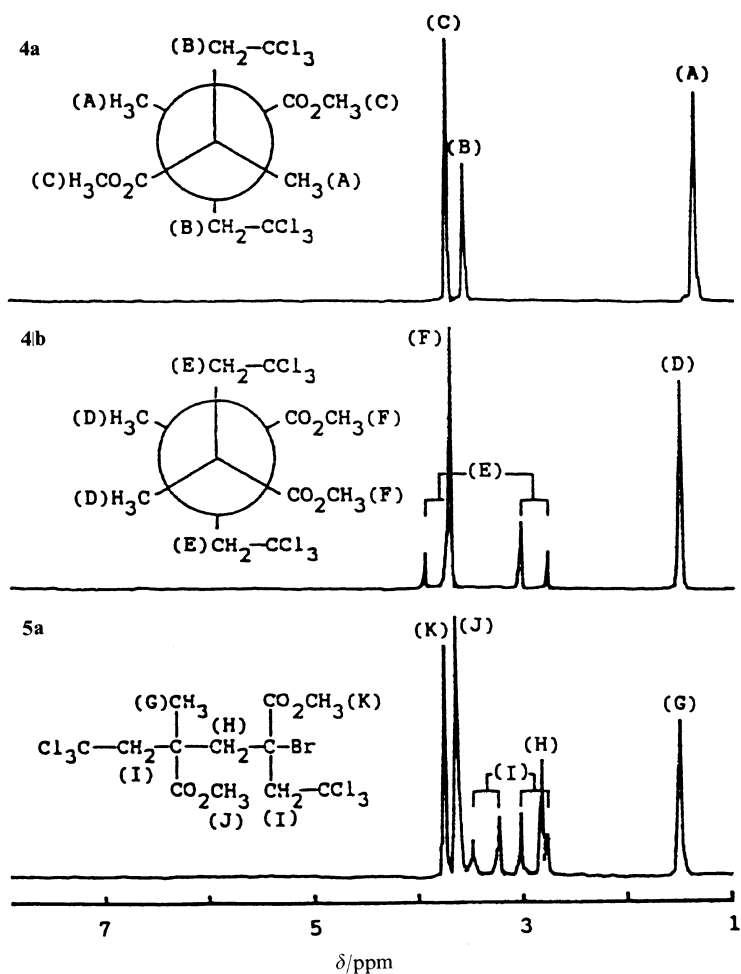 4a
(B)CH₂—CCl₃
(A)H₃C
CO₂CH₃(C)
(C)H₃CO₂C
CH₃(A)
(B)CH₂—CCl₃
(C)
(B)
(A)
4b
(E)CH₂—CCl₃
(D)H₃C
CO₂CH₃(F)
(D)H₃C
CO₂CH₃(F)
(E)CH₂—CCl₃
(F)
(E)
(D)
5a
(G)CH₃
CO₂CH₃(K)
(H)
Cl₃C—CH₂—C—CH₂—C—Br
(I)
CO₂CH₃
CH₂—CCl₃
(J)
(I)
(K)
(J)
(I)
(H)
(G)
7
5
3
1
δ/ppm